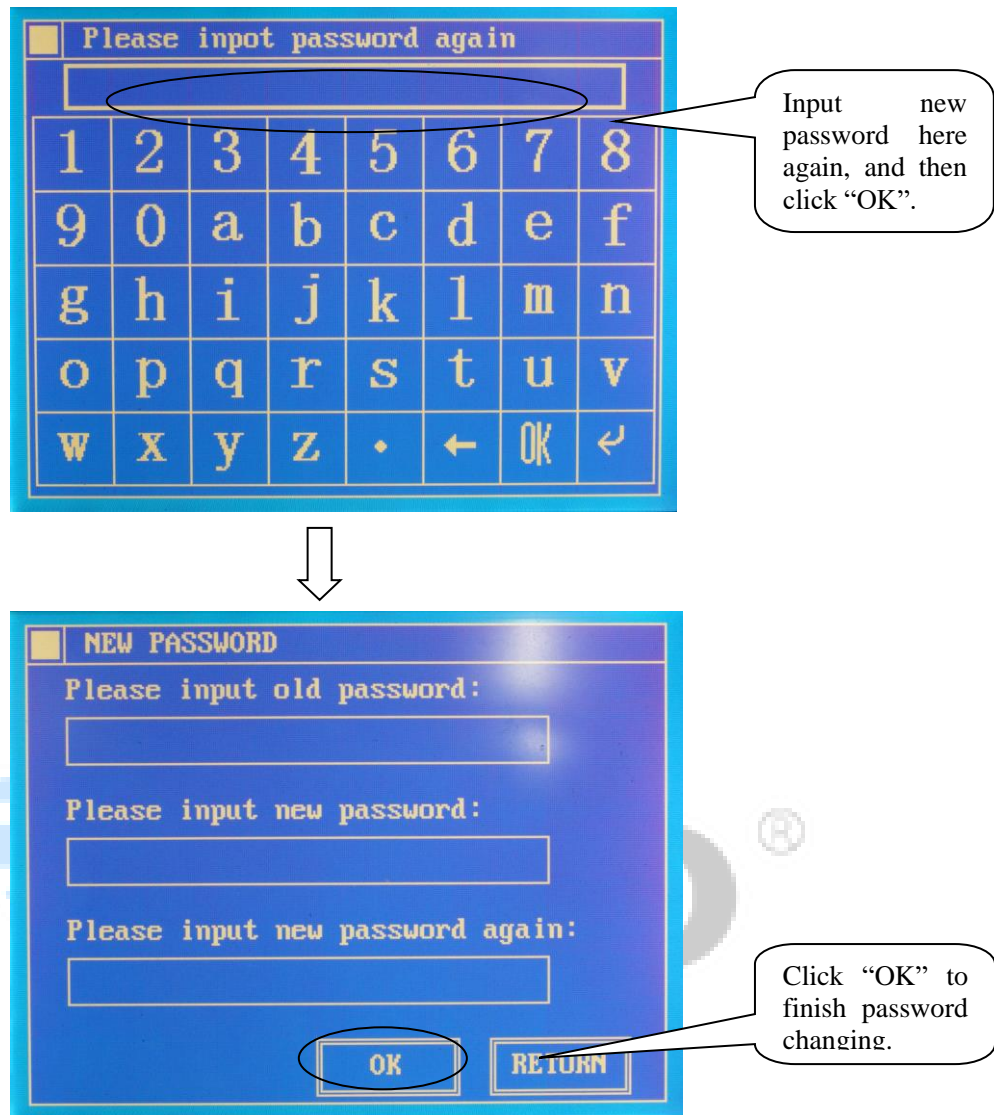 Please inpot password again
Input new
password here
again, and then
click “OK”.
1 2 3 4 5 6 7 8
9 0 a b c d e f
g h i j k l m n
o p q r s t u v
w x y z · ← OK ↵
NEW PASSWORD
Please input old password:
Please input new password:
®
Please input new password again:
Click “OK” to
finish password
changing.
OK RETURN